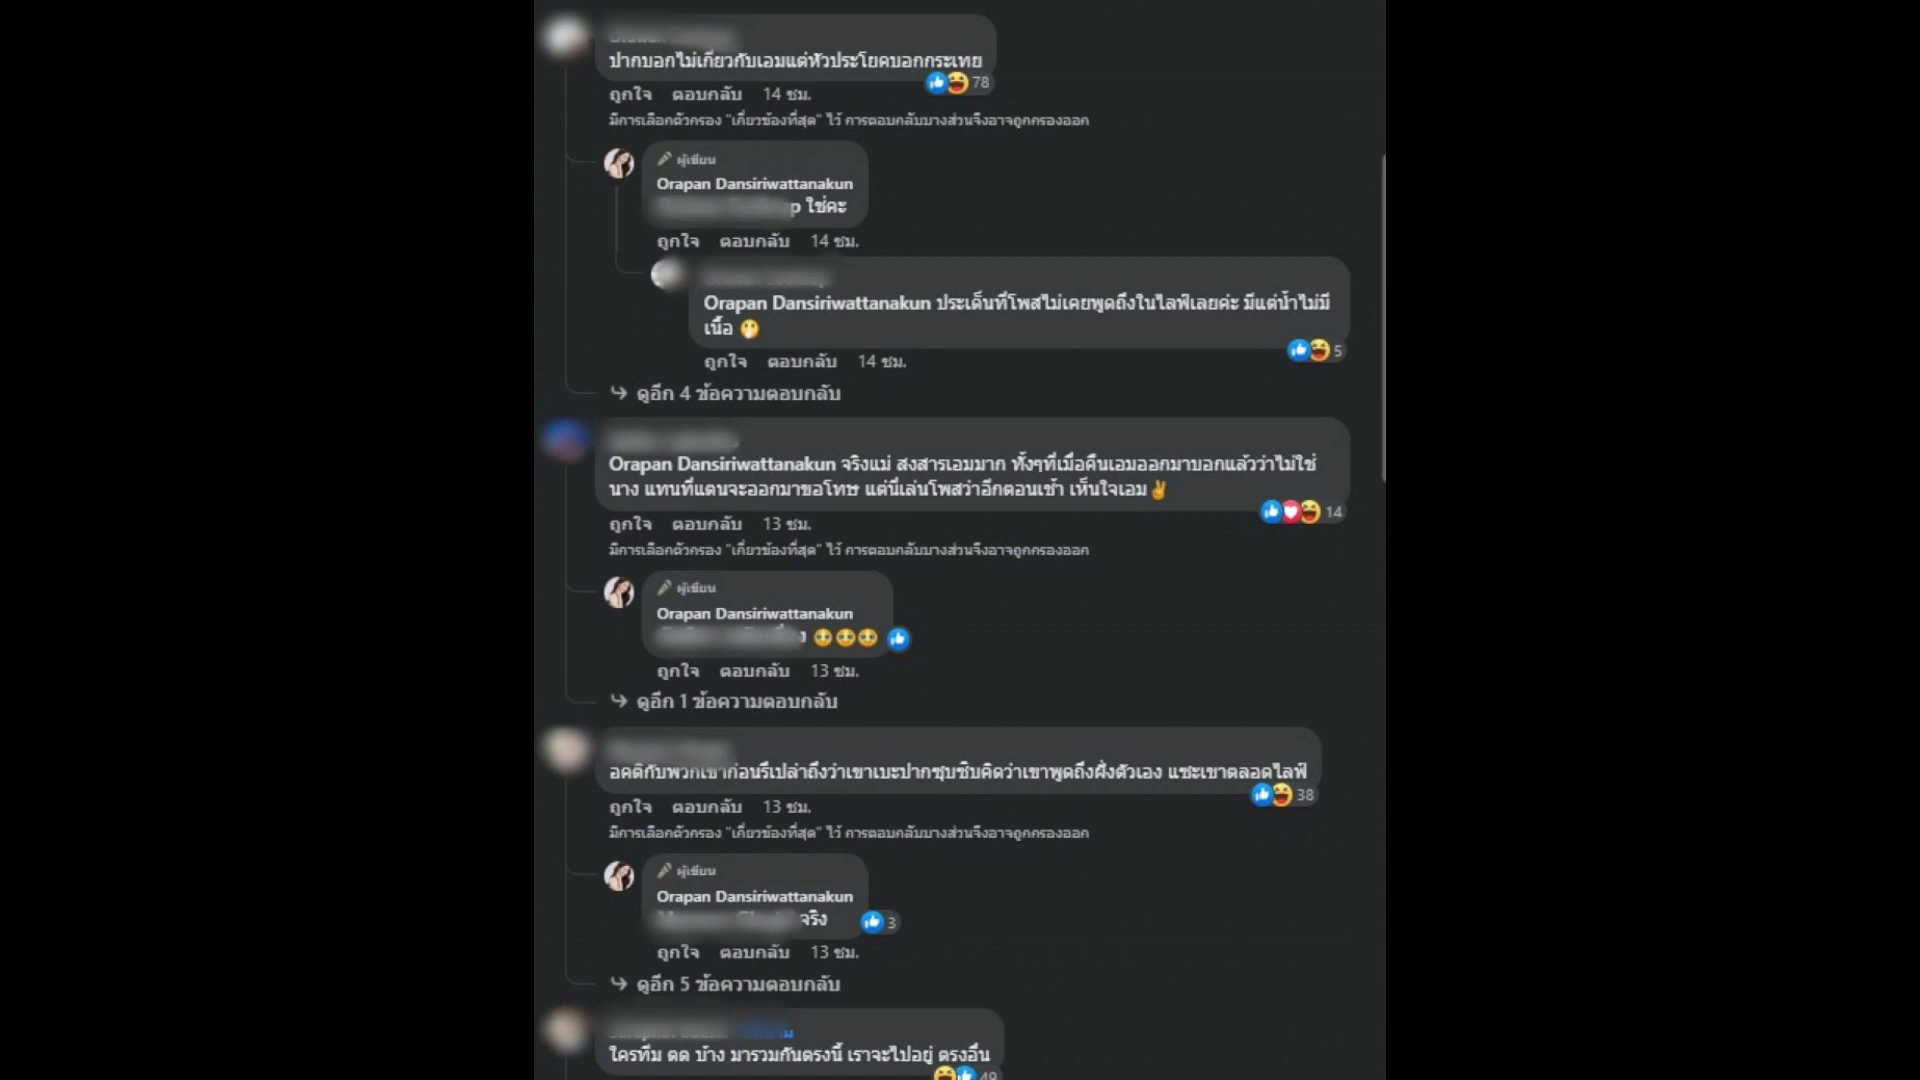 ปากบอกไม่เกี่ยวกับเอมแต่หัวประโยคบอกกระเทย
78
ถูกใจ ตอบกลับ 14 ชม.
มีการเลือกตัวกรอง "เกี่ยวข้องที่สุด" ไว้ การตอบกลับบางส่วนจึงอาจถูกกรองออก
ผู้เขียน
Orapan Dansiriwattanakun
ใช่คะ
ถูกใจ ตอบกลับ 14 ชม.
Orapan Dansiriwattanakun ประเด็นที่โพสไม่เคยพูดถึงในไลฟ์เลยค่ะ มีแต่น้ำไม่มี
เนื้อ 🫢
5
ถูกใจ ตอบกลับ 14 ชม.
ดูอีก 4 ข้อความตอบกลับ
Orapan Dansiriwattanakun จริงแม่ สงสารเอมมาก ทั้งๆที่เมื่อคืนเอมออกมาบอกแล้วว่าไม่ใช่
นาง แทนที่แดนจะออกมาขอโทษ แต่นี่เล่นโพสว่าอีกตอนเช้า เห็นใจเอม✌️
14
ถูกใจ ตอบกลับ 13 ชม.
มีการเลือกตัวกรอง "เกี่ยวข้องที่สุด" ไว้ การตอบกลับบางส่วนจึงอาจถูกกรองออก
ผู้เขียน
Orapan Dansiriwattanakun
🥹🥹🥹
ถูกใจ ตอบกลับ 13 ชม.
ดูอีก 1 ข้อความตอบกลับ
อคติกับพวกเขาก่อนรึเปล่าถึงว่าเขาเบะปากซุบซิบคิดว่าเขาพูดถึงฝั่งตัวเอง แซะเขาตลอดไลฟ์
38
ถูกใจ ตอบกลับ 13 ชม.
มีการเลือกตัวกรอง "เกี่ยวข้องที่สุด" ไว้ การตอบกลับบางส่วนจึงอาจถูกกรองออก
ผู้เขียน
Orapan Dansiriwattanakun
จริง
3
ถูกใจ ตอบกลับ 13 ชม.
ดูอีก 5 ข้อความตอบกลับ
ใครทีม ตต บ้าง มารวมกันตรงนี้ เราจะไปอยู่ ตรงอื่น
49